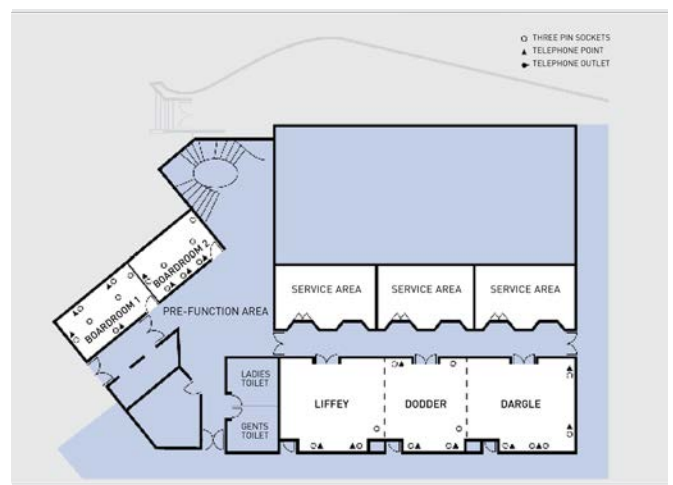 THREE PIN SOCKETS
TELEPHONE POINT
TELEPHONE OUTLET
BOARDROOM 2
BOARDROOM 1
SERVICE AREA
SERVICE AREA
SERVICE AREA
PRE-FUNCTION AREA
LADIES
TOILET
GENTS
TOILET
LIFFEY
DODDER
DARGLE